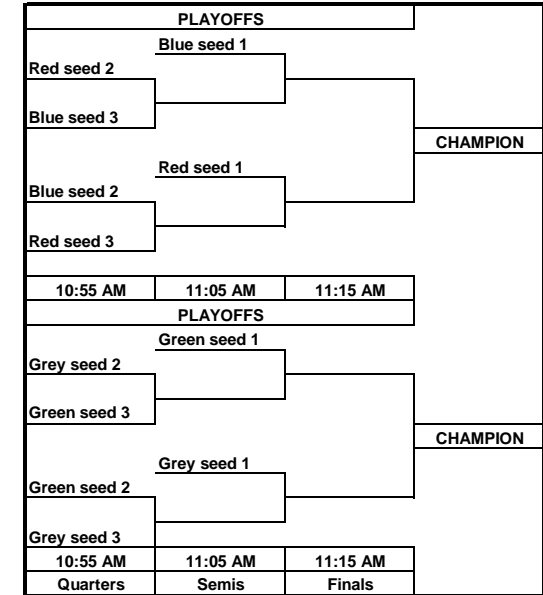 PLAYOFFS
Blue seed 1
Red seed 2
Blue seed 3
CHAMPION
Red seed 1
Blue seed 2
Red seed 3
10:55 AM 11:05 AM 11:15 AM
PLAYOFFS
Green seed 1
Grey seed 2
Green seed 3
CHAMPION
Grey seed 1
Green seed 2
Grey seed 3
10:55 AM 11:05 AM 11:15 AM
Quarters Semis Finals